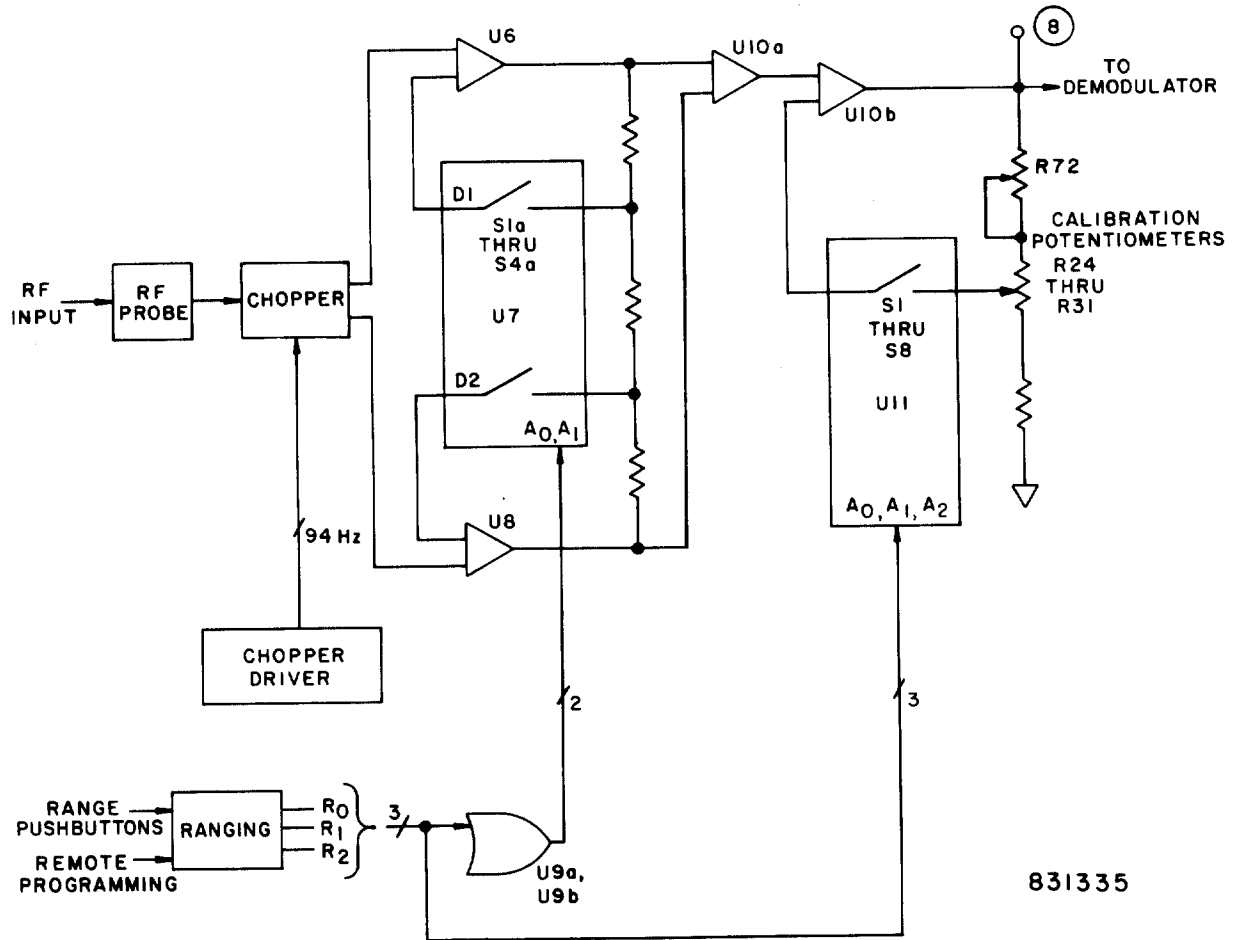 8
U6
U10a
U10b
TO
DEMODULATOR
R72
CALIBRATION
POTENTIOMETERS
R24
THRU
R31
D1
S1a
THRU
S4a
U7
D2
A0, A1
U8
S1
THRU
S8
U11
A0, A1, A2
RF
INPUT
RF
PROBE
CHOPPER
94 Hz
CHOPPER
DRIVER
2
3
RANGE
PUSHBUTTONS
REMOTE
PROGRAMMING
RANGING
R0
R1
R2
3
U9a,
U9b
831335